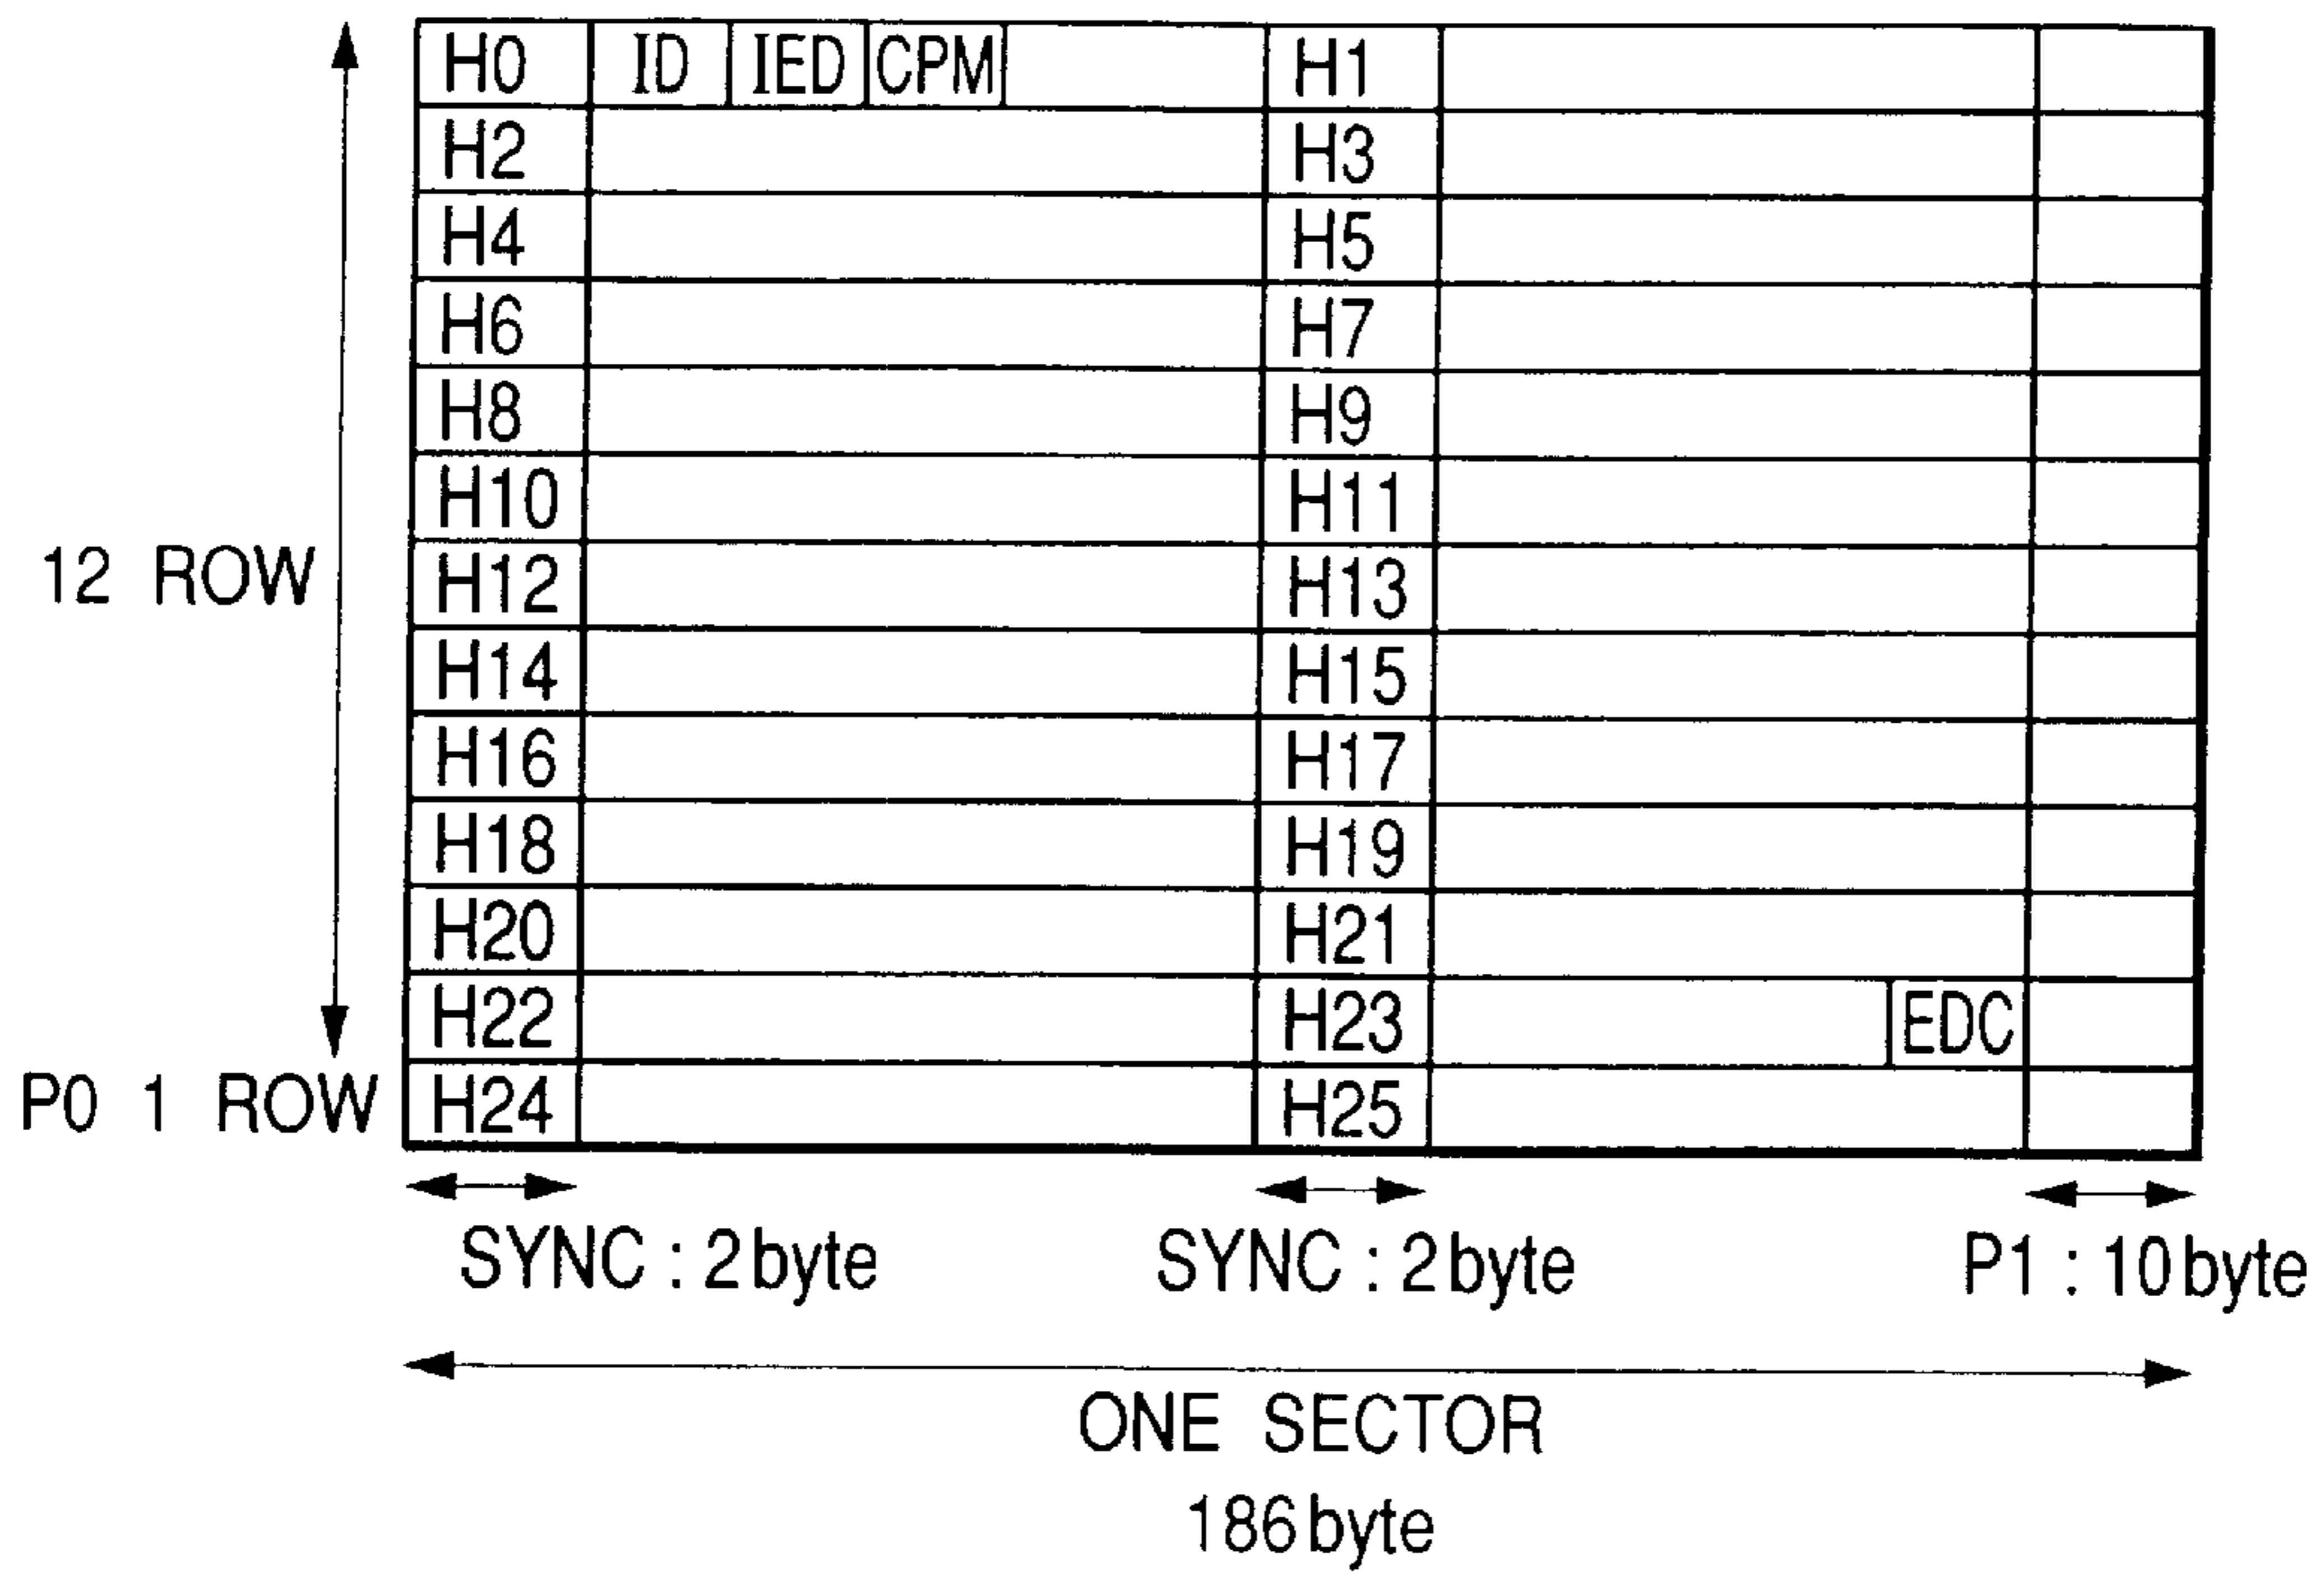 H0 ID IED CPM H1
H2 H3
H4 H5
H6 H7
H8 H9
H10 H11
12 ROW H12 H13
H14 H15
H16 H17
H18 H19
H20 H21
H22 H23 EDC
P0 1 ROW H24 H25
SYNC : 2byte SYNC : 2byte P1 : 10byte
ONE SECTOR
186byte